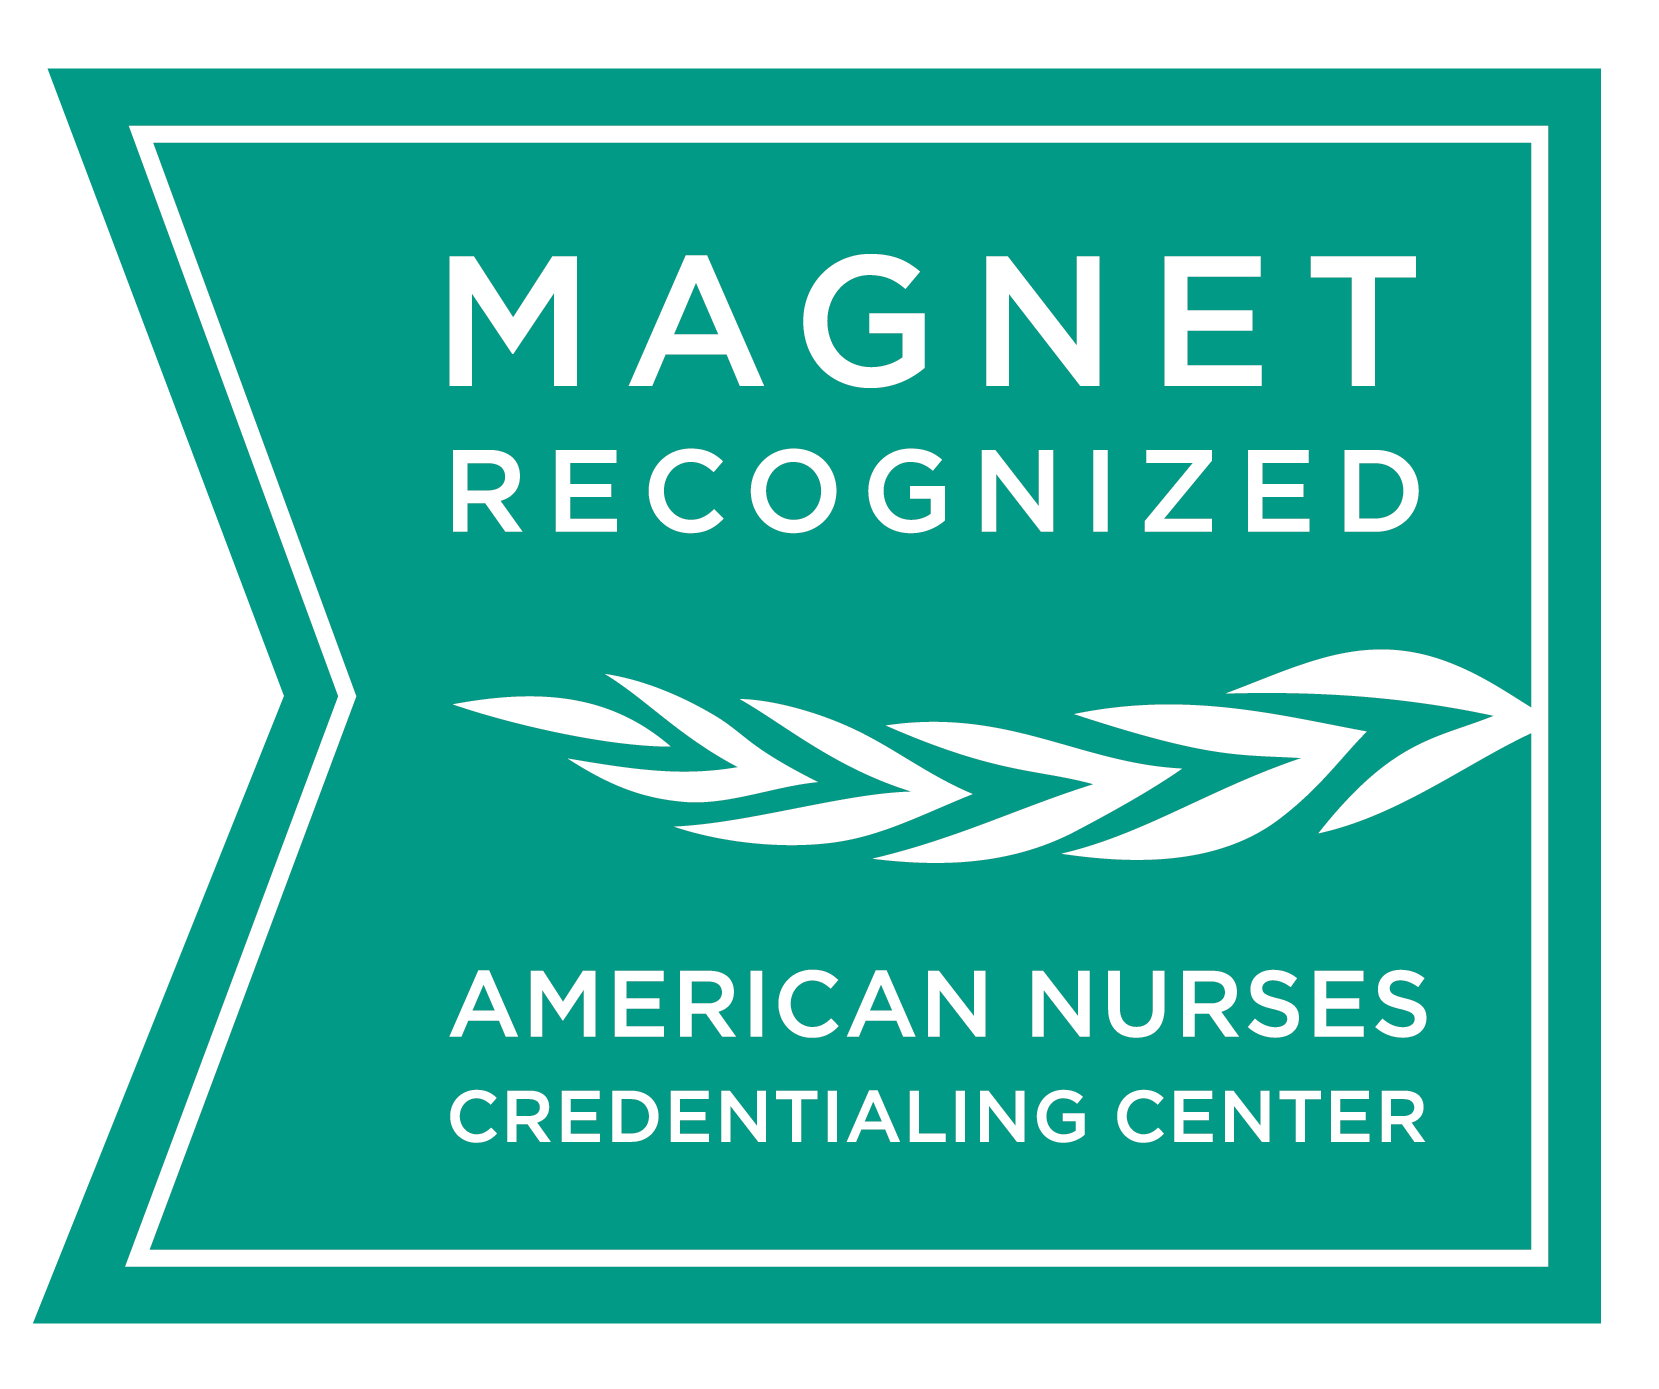 MAGNET
RECOGNIZED
AMERICAN NURSES
CREDENTIALING CENTER